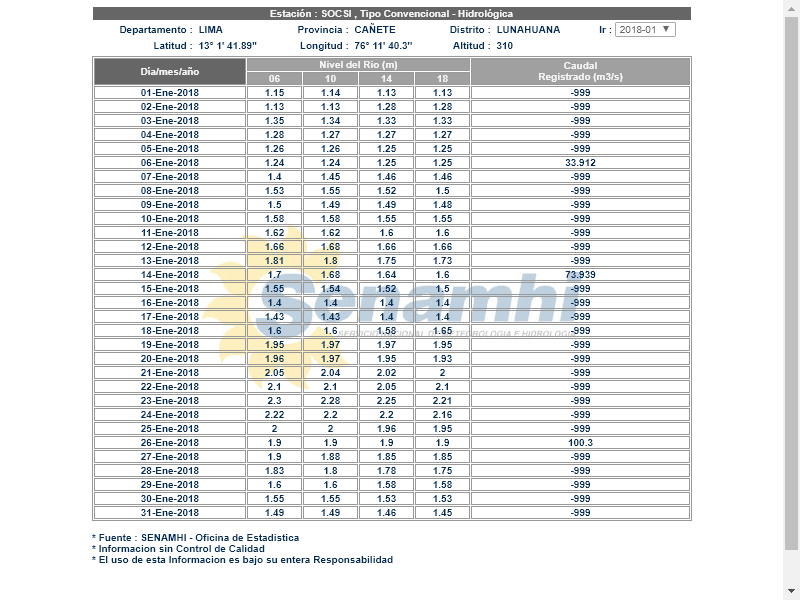 Estación : SOCSI , Tipo Convencional - Hidrológica
Departamento : LIMA Provincia : CAÑETE Distrito : LUNAHUANA Ir : 2018-01
Latitud : 13° 1' 41.89" Longitud : 76° 11' 40.3" Altitud : 310
Dia/mes/año Nivel del Rio (m) Caudal Registrado (m3/s)
06 10 14 18
01-Ene-2018 1.15 1.14 1.13 1.13 -999
02-Ene-2018 1.13 1.13 1.28 1.28 -999
03-Ene-2018 1.35 1.34 1.33 1.33 -999
04-Ene-2018 1.28 1.27 1.27 1.27 -999
05-Ene-2018 1.26 1.26 1.25 1.25 -999
06-Ene-2018 1.24 1.24 1.25 1.25 33.912
07-Ene-2018 1.4 1.45 1.46 1.46 -999
08-Ene-2018 1.53 1.55 1.52 1.5 -999
09-Ene-2018 1.5 1.49 1.49 1.48 -999
10-Ene-2018 1.58 1.58 1.55 1.55 -999
11-Ene-2018 1.62 1.62 1.6 1.6 -999
12-Ene-2018 1.66 1.68 1.66 1.66 -999
13-Ene-2018 1.81 1.8 1.75 1.73 -999
14-Ene-2018 1.7 1.68 1.64 1.6 73.939
15-Ene-2018 1.55 1.54 1.52 1.5 -999
16-Ene-2018 1.4 1.4 1.4 1.4 -999
17-Ene-2018 1.43 1.43 1.4 1.4 -999
18-Ene-2018 1.6 1.6 1.58 1.65 -999
19-Ene-2018 1.95 1.97 1.97 1.95 -999
20-Ene-2018 1.96 1.97 1.95 1.93 -999
21-Ene-2018 2.05 2.04 2.02 2 -999
22-Ene-2018 2.1 2.1 2.05 2.1 -999
23-Ene-2018 2.3 2.28 2.25 2.21 -999
24-Ene-2018 2.22 2.2 2.2 2.16 -999
25-Ene-2018 2 2 1.96 1.95 -999
26-Ene-2018 1.9 1.9 1.9 1.9 100.3
27-Ene-2018 1.9 1.88 1.85 1.85 -999
28-Ene-2018 1.83 1.8 1.78 1.75 -999
29-Ene-2018 1.6 1.6 1.58 1.58 -999
30-Ene-2018 1.55 1.55 1.53 1.53 -999
31-Ene-2018 1.49 1.49 1.46 1.45 -999
Senamhi
SERVICIO NACIONAL DE METEOROLOGIA E HIDROLOGIA
* Fuente : SENAMHI - Oficina de Estadistica
* Informacion sin Control de Calidad
* El uso de esta Informacion es bajo su entera Responsabilidad